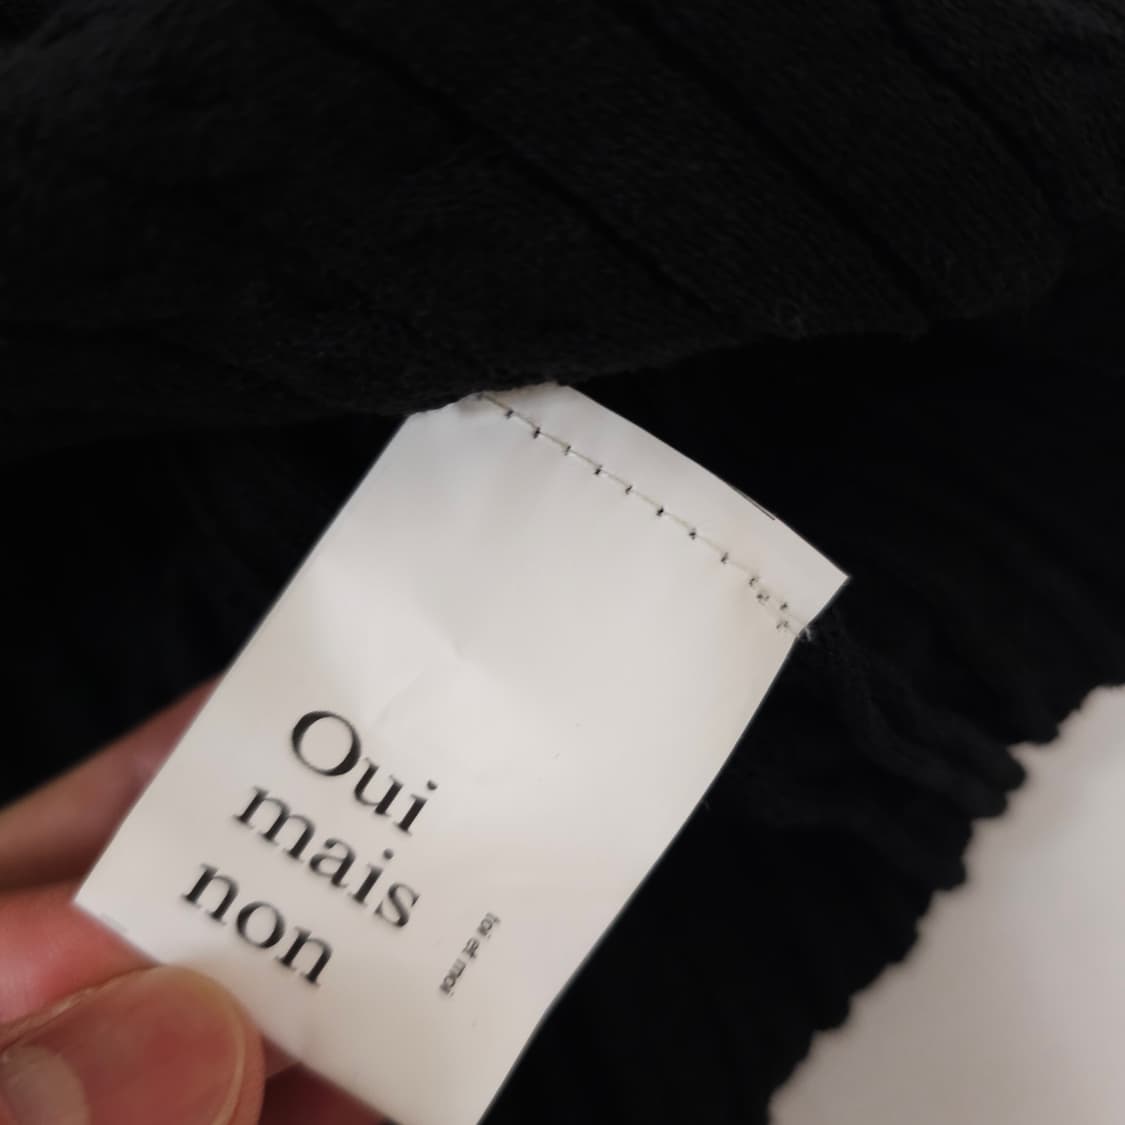 Oui
mais
non
toi et moi